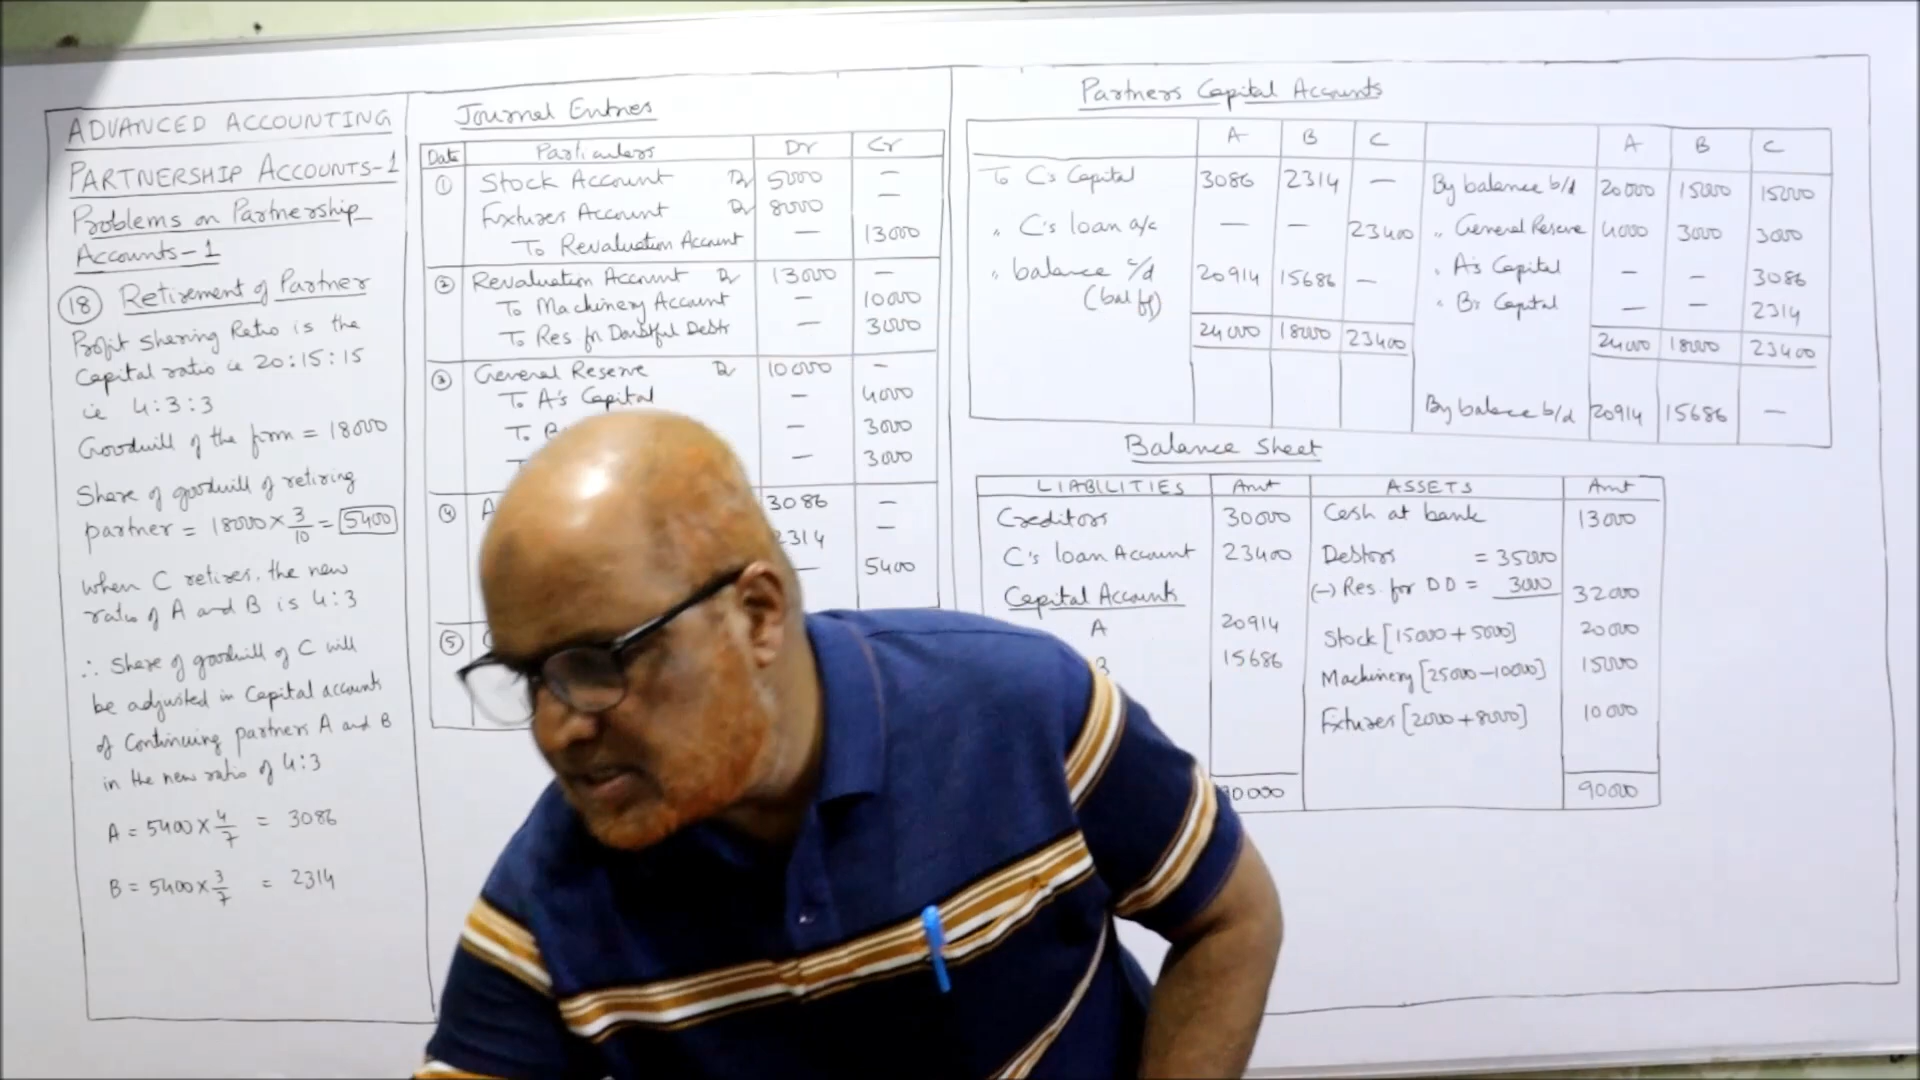 ADVANCED ACCOUNTING
PARTNERSHIP ACCOUNTS-1
Problems on Partnership
Accounts-1
(18) Retirement of Partner
Profit sharing Ratio is the
Capital ratio ie 20:15:15
ie 4:3:3
Goodwill of the firm = 18000
Share of goodwill of retiring
partner = 18000 × 3/10 = 5400
when C retires, the new
ratio of A and B is 4:3
∴ Share of goodwill of C will
be adjusted in Capital accounts
of Continuing partners A and B
in the new ratio of 4:3
A = 5400 × 4/7 = 3086
B = 5400 × 3/7 = 2314
Journal Entries
Date Particulars Dr Cr
① Stock Account Dr 5000 —
Fixtures Account Dr 8000 —
To Revaluation Account — 13000
② Revaluation Account Dr 13000 —
To Machinery Account — 10000
To Res. for Doubtful Debts — 3000
③ General Reserve Dr 10000 —
To A's Capital — 4000
To B — 3000
— 3000
④ A 3086 —
2314 —
— 5400
⑤ C
Partners Capital Accounts
A B C A B C
To C's Capital 3086 2314 — By balance b/d 20000 15000 15000
" C's loan a/c — — 23400 " General Reserve 4000 3000 3000
" balance c/d 20914 15686 — " A's Capital — — 3086
(bal fg) " B's Capital — — 2314
24000 18000 23400 24000 18000 23400
By balance b/d 20914 15686 —
Balance Sheet
LIABILITIES Amt ASSETS Amt
Creditors 30000 Cash at bank 13000
C's loan Account 23400 Debtors = 35000
Capital Accounts (-) Res. for DD = 3000 32000
A 20914 Stock [15000 + 5000] 20000
B 15686 Machinery [25000 - 10000] 15000
Fixtures [2000 + 8000] 10000
90000 90000